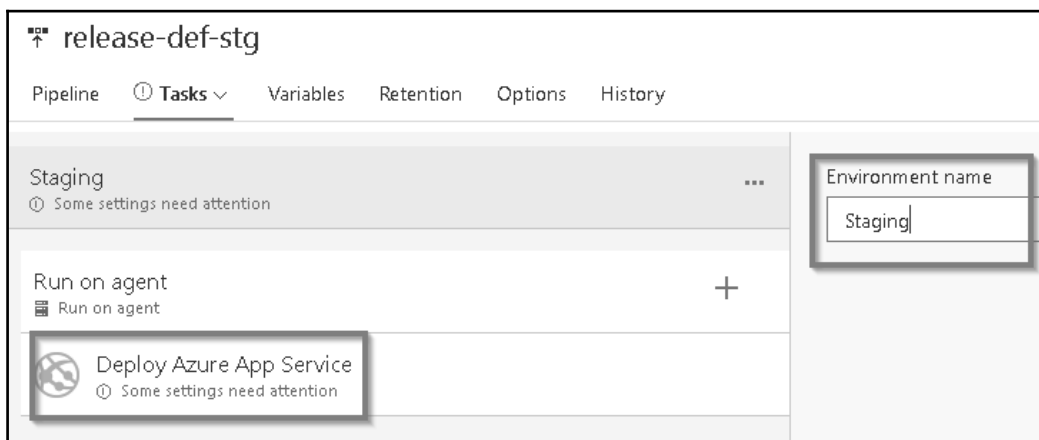 release-def-stg
Pipeline Tasks Variables Retention Options History
Staging
Some settings need attention
Environment name
Staging
Run on agent
Run on agent
Deploy Azure App Service
Some settings need attention